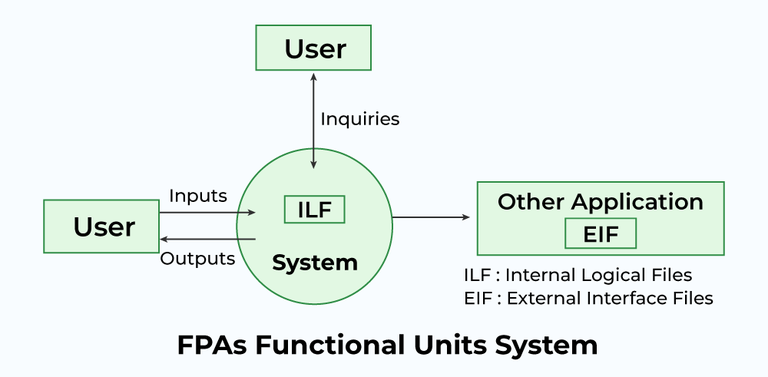 User
Inquiries
Inputs
User
Outputs
ILF
System
Other Application
EIF
ILF : Internal Logical Files
EIF : External Interface Files
FPAs Functional Units System